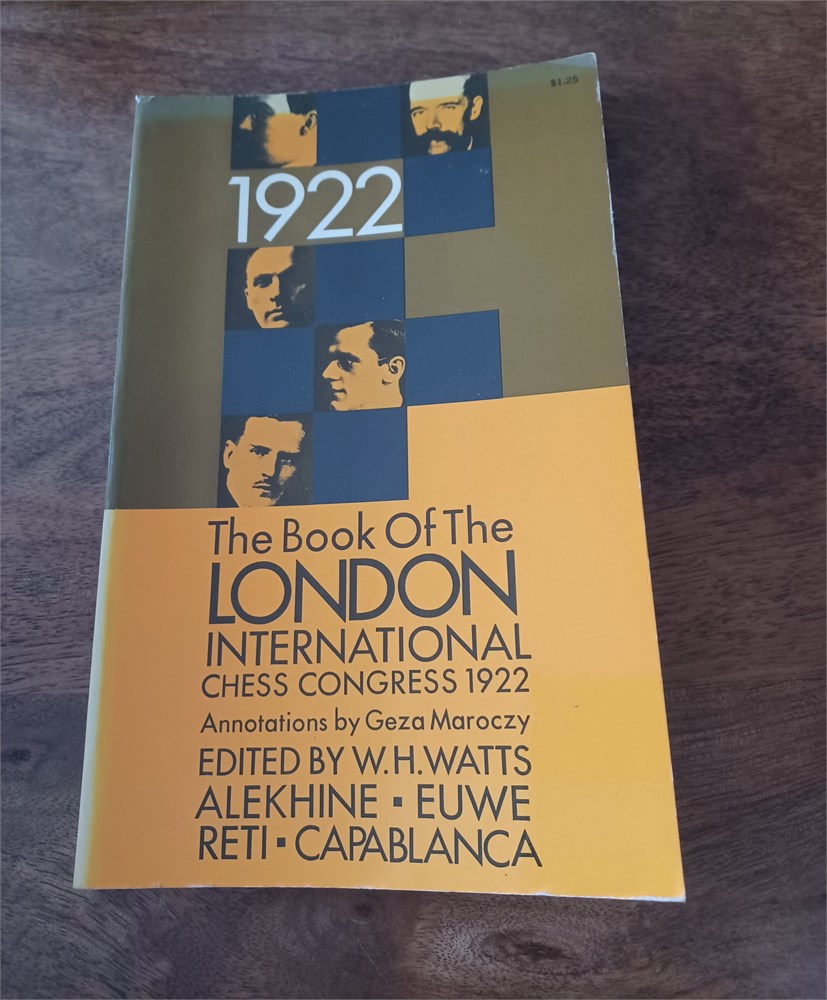 $1.25
1922
The Book Of The
LONDON
INTERNATIONAL
CHESS CONGRESS 1922
Annotations by Geza Maroczy
EDITED BY W.H.WATTS
ALEKHINE ▪ EUWE
RETI ▪ CAPABLANCA